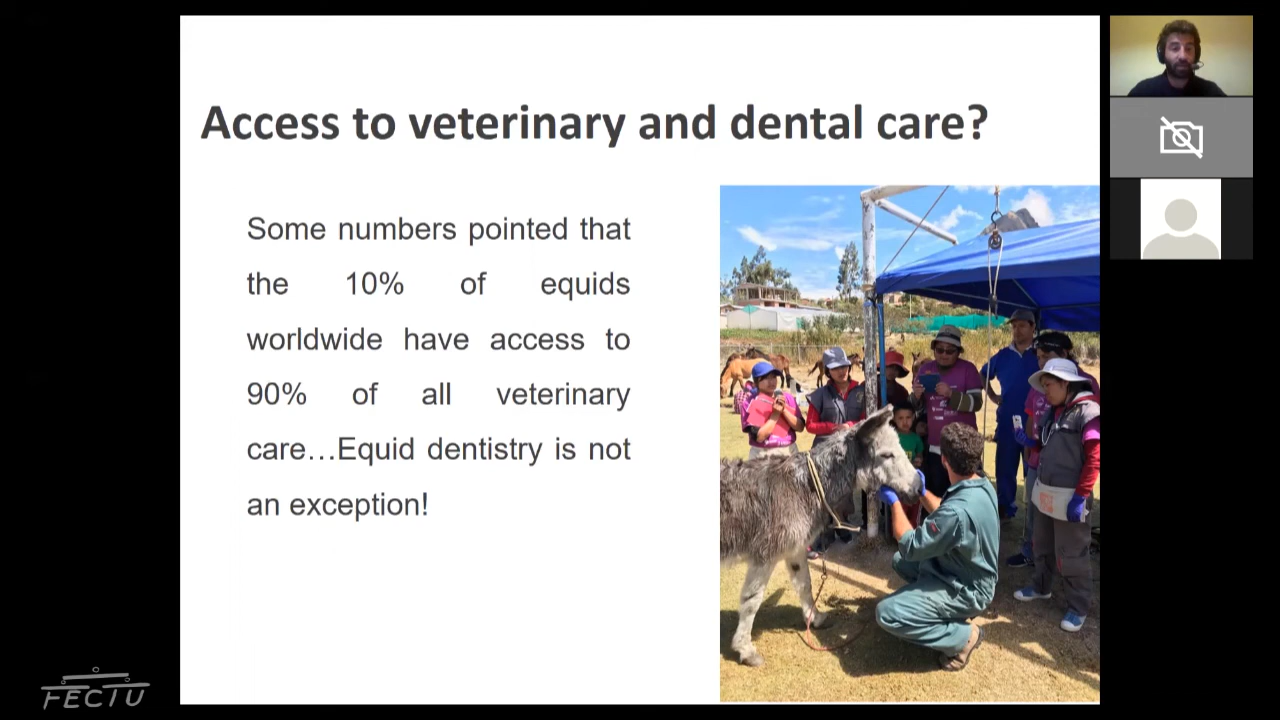 Access to veterinary and dental care?
Some numbers pointed that
the 10% of equids
worldwide have access to
90% of all veterinary
care…Equid dentistry is not
an exception!
FECTU